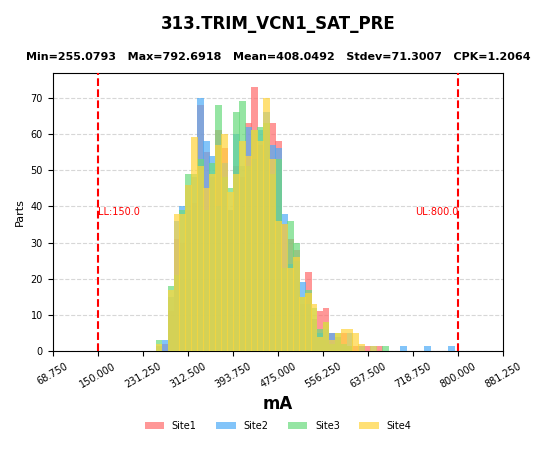 313.TRIM_VCN1_SAT_PRE
Min=255.0793 Max=792.6918 Mean=408.0492 Stdev=71.3007 CPK=1.2064
70
60
50
40
30
20
10
0
Parts
LL:150.0
UL:800.0
68.750 150.000 231.250 312.500 393.750 475.000 556.250 637.500 718.750 800.000 881.250
mA
Site1 Site2 Site3 Site4